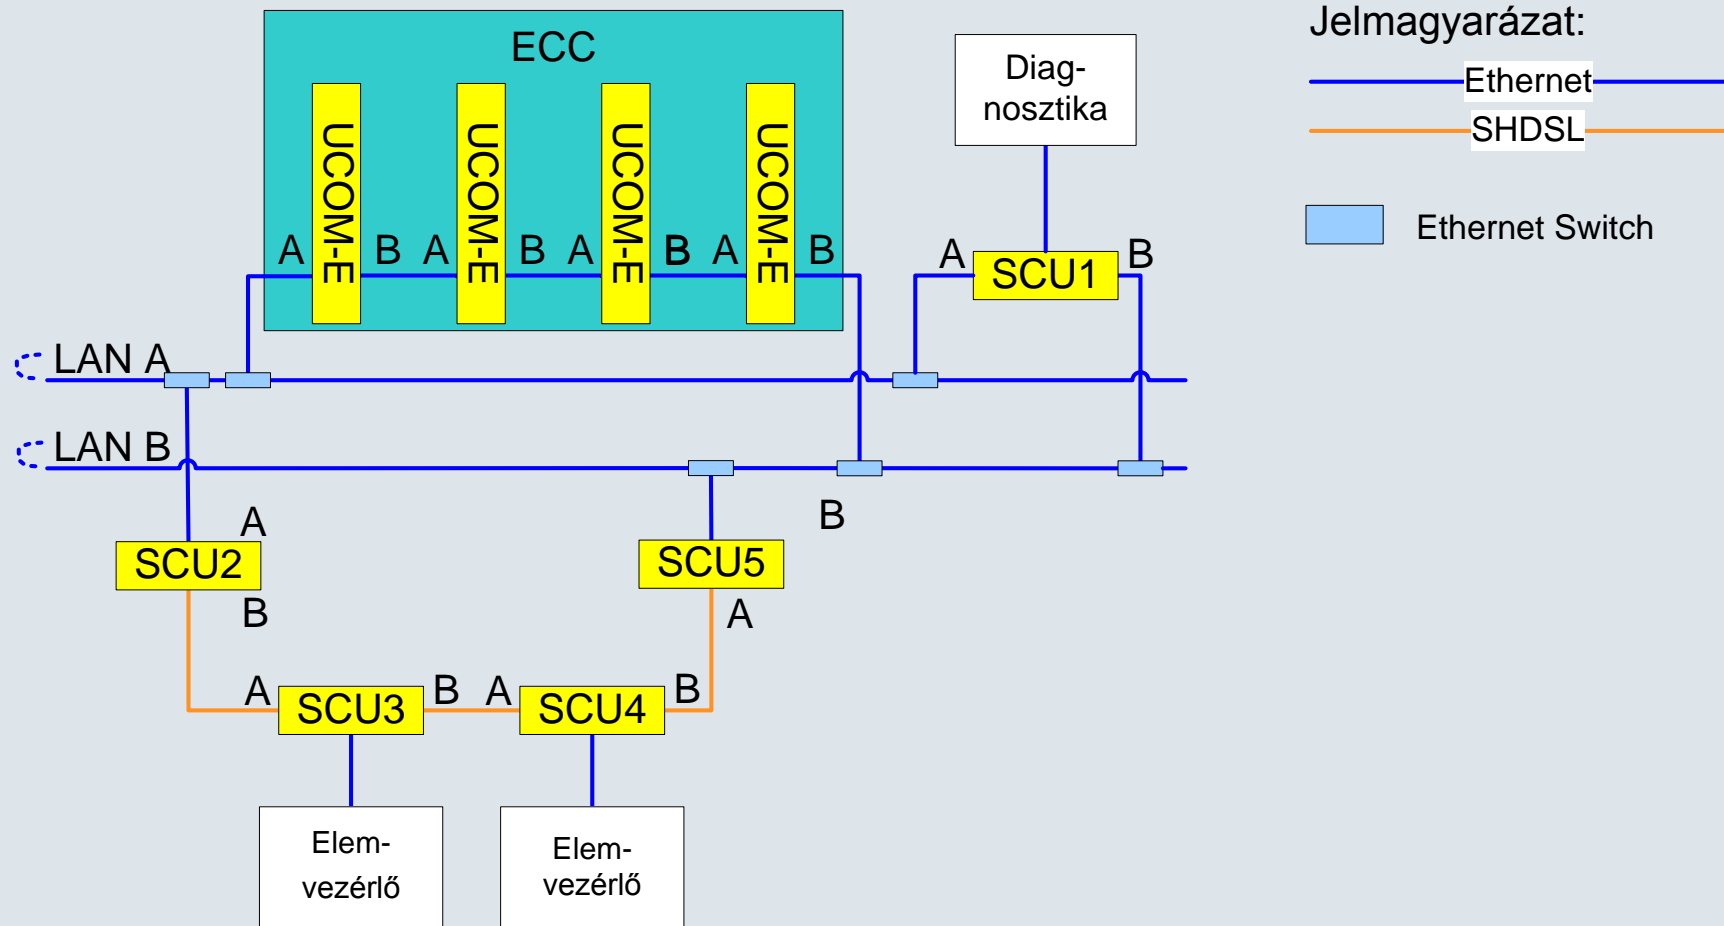 ECC
UCOM-E
UCOM-E
UCOM-E
UCOM-E
A B A B A B A B
Diag-
nosztika
A SCU1 B
Jelmagyarázat:
Ethernet
SHDSL
Ethernet Switch
LAN A
LAN B
A
SCU2
B
B
SCU5
A
A SCU3 B A SCU4 B
Elem-
vezérlő
Elem-
vezérlő